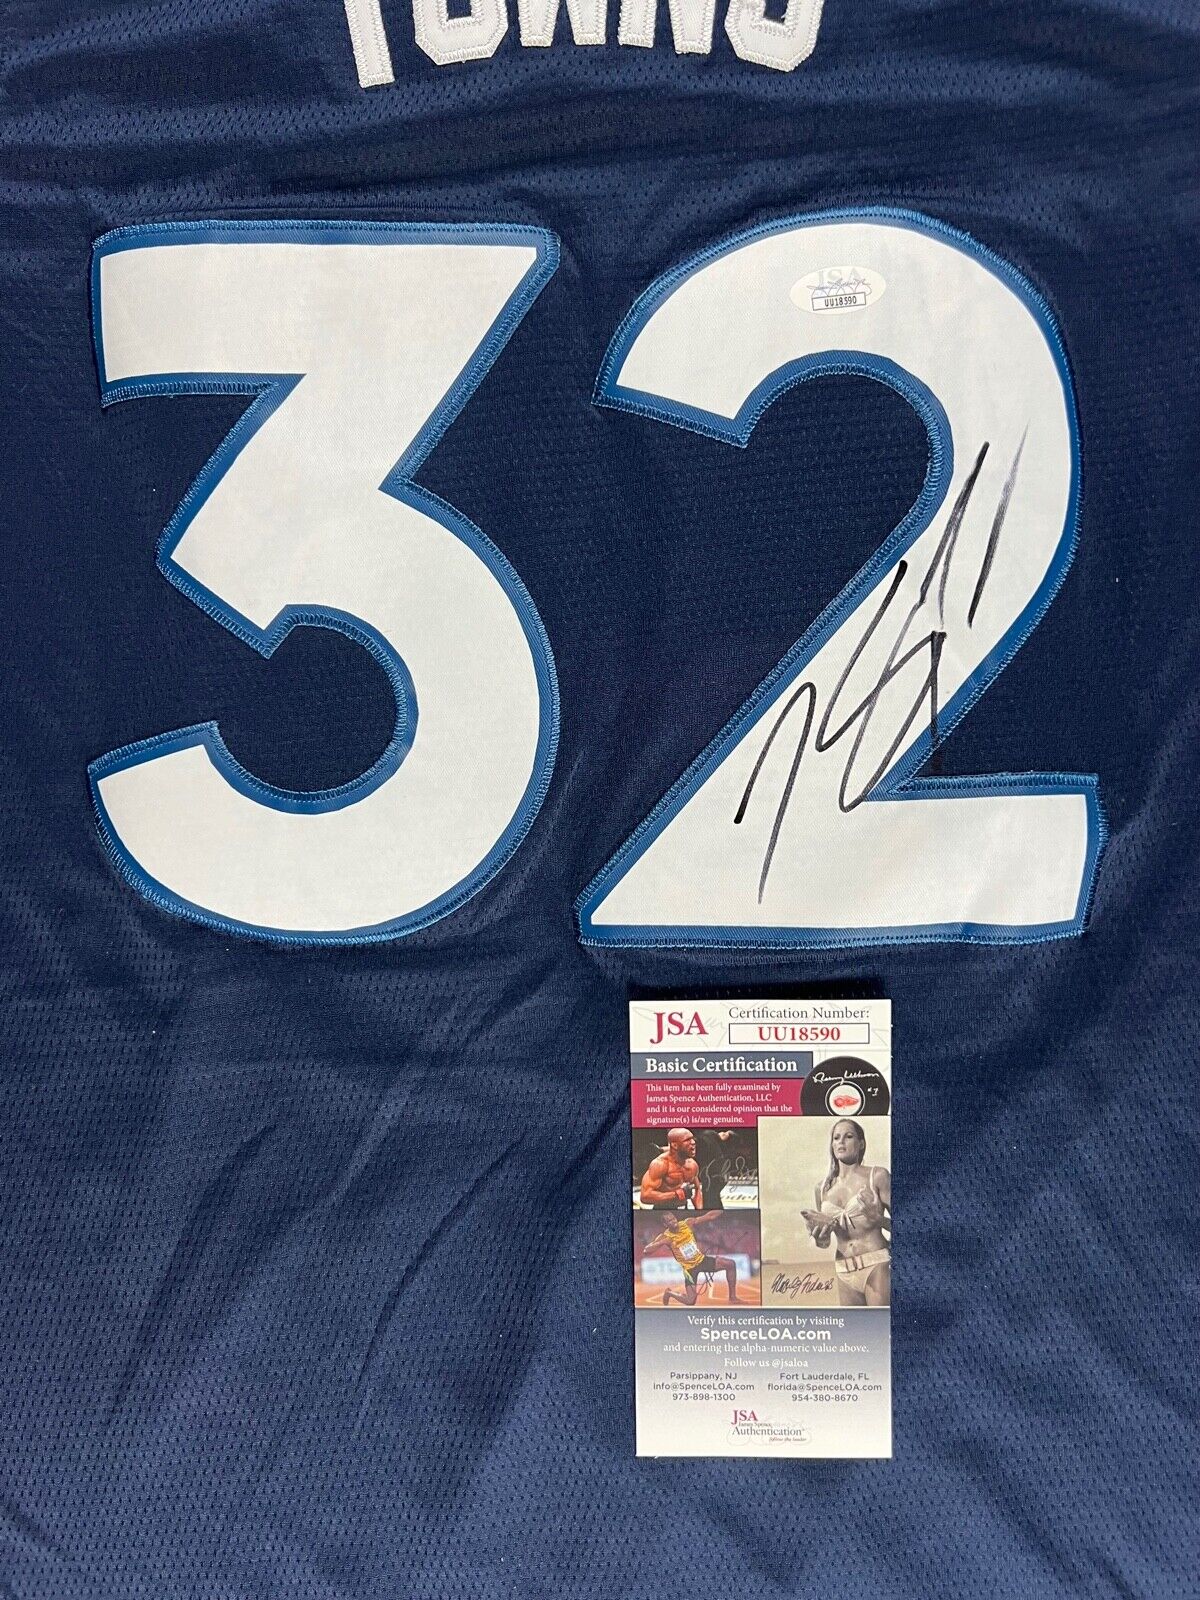 TOWNS
32
JSA
UU18590
JSA
Certification Number:
UU18590
Basic Certification
This item has been fully examined by
James Spence Authentication, LLC
and it is our considered opinion that the
signature(s) is/are genuine.
Verify this certification by visiting
SpenceLOA.com
and entering the alpha-numeric value above.
Follow us @jsaloa
Parsippany, NJ
info@SpenceLOA.com
973-898-1300
Fort Lauderdale, FL
florida@SpenceLOA.com
954-380-8670
JSA
James Spence
Authentication